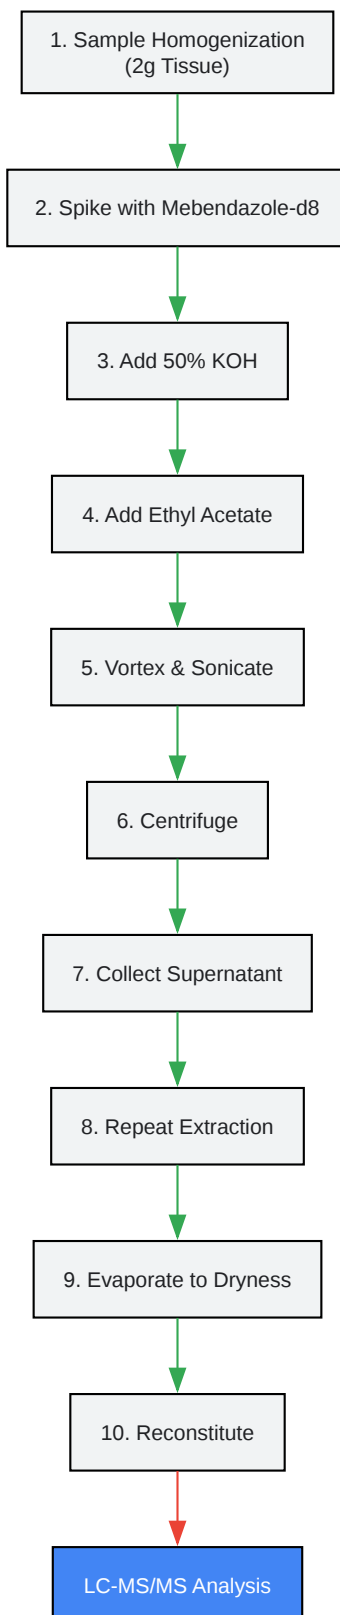 1. Sample Homogenization
(2g Tissue)
2. Spike with Mebendazole-d8
3. Add 50% KOH
4. Add Ethyl Acetate
5. Vortex & Sonicate
6. Centrifuge
7. Collect Supernatant
8. Repeat Extraction
9. Evaporate to Dryness
10. Reconstitute
LC-MS/MS Analysis